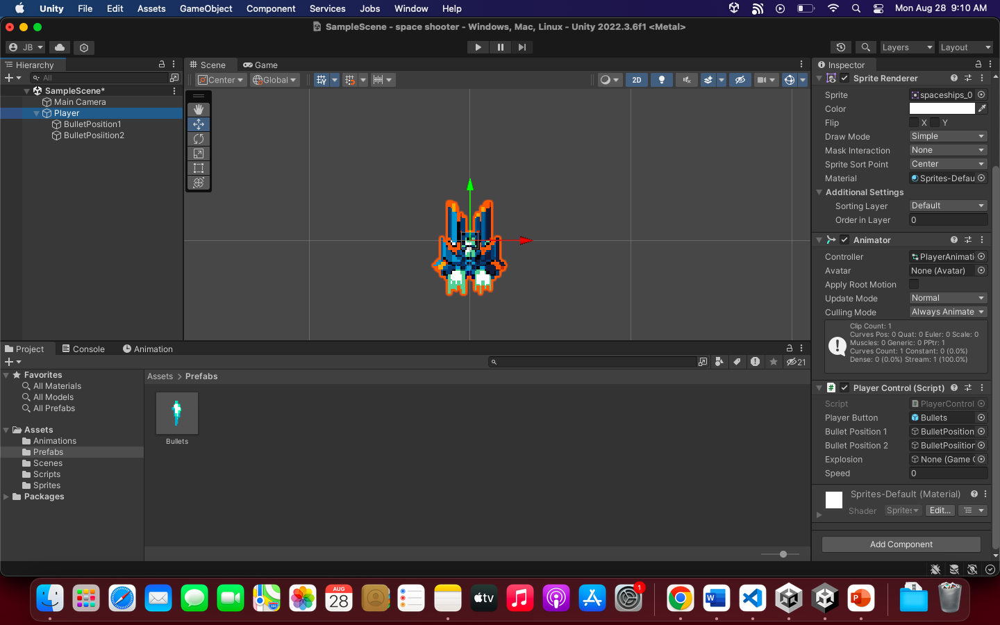 Unity File Edit Assets GameObject Component Services Jobs Window Help Mon Aug 28 9:10 AM
SampleScene - space shooter - Windows, Mac, Linux - Unity 2022.3.6f1 <Metal>
JB Layers Layout
Hierarchy
All
SampleScene*
Main Camera
Player
BulletPosition1
BulletPosiition2
Scene Game
Center Global 2D
Inspector
Sprite Renderer
Sprite spaceships_0
Color
Flip X Y
Draw Mode Simple
Mask Interaction None
Sprite Sort Point Center
Material Sprites-Defau
Additional Settings
Sorting Layer Default
Order in Layer 0
Animator
Controller PlayerAnimati
Avatar None (Avatar)
Apply Root Motion
Update Mode Normal
Culling Mode Always Animate
Clip Count: 1
Curves Pos: 0 Quat: 0 Euler: 0 Scale: 0
Muscles: 0 Generic: 0 PPtr: 1
Curves Count: 1 Constant: 0 (0.0%)
Dense: 0 (0.0%) Stream: 1 (100.0%)
Player Control (Script)
Script PlayerControl
Player Button Bullets
Bullet Position 1 BulletPosition
Bullet Position 2 BulletPosiition
Explosion None (Game
Speed 0
Sprites-Default (Material)
Shader Sprites Edit...
Add Component
Project Console Animation
21
Favorites
All Materials
All Models
All Prefabs
Assets
Animations
Prefabs
Scenes
Scripts
Sprites
Packages
Assets > Prefabs
Bullets
AUG
28
tv
1
W
P